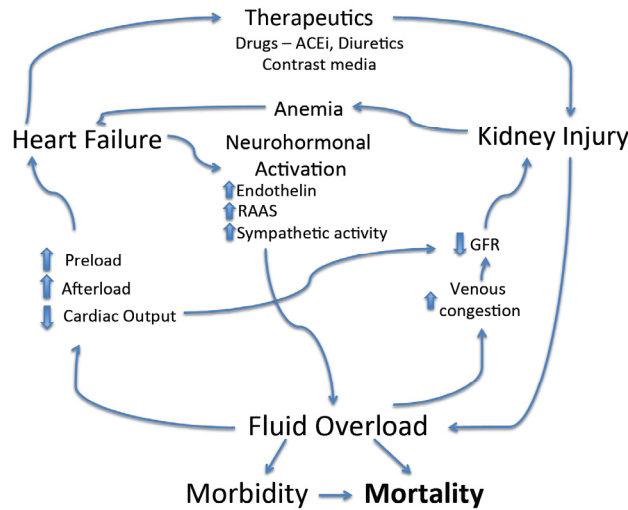 Therapeutics
Drugs – ACEi, Diuretics
Contrast media
Anemia
Heart Failure
Kidney Injury
Neurohormonal
Activation
Endothelin
RAAS
Sympathetic activity
GFR
Preload
Afterload
Cardiac Output
Venous
congestion
Fluid Overload
Morbidity
Mortality